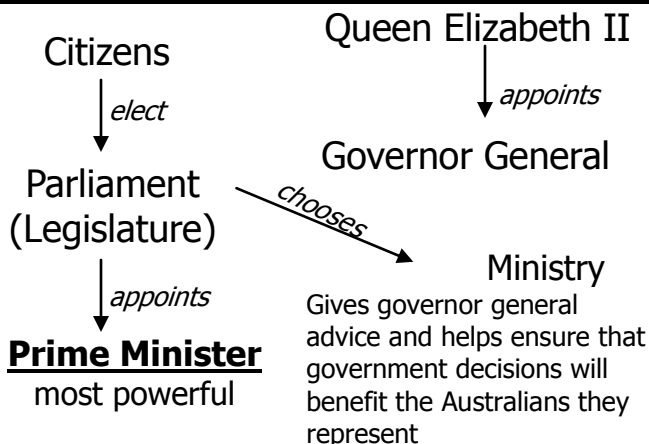 Citizens
elect
Parliament
(Legislature)
appoints
Prime Minister
most powerful
Queen Elizabeth II
appoints
Governor General
chooses
Ministry
Gives governor general
advice and helps ensure that
government decisions will
benefit the Australians they
represent